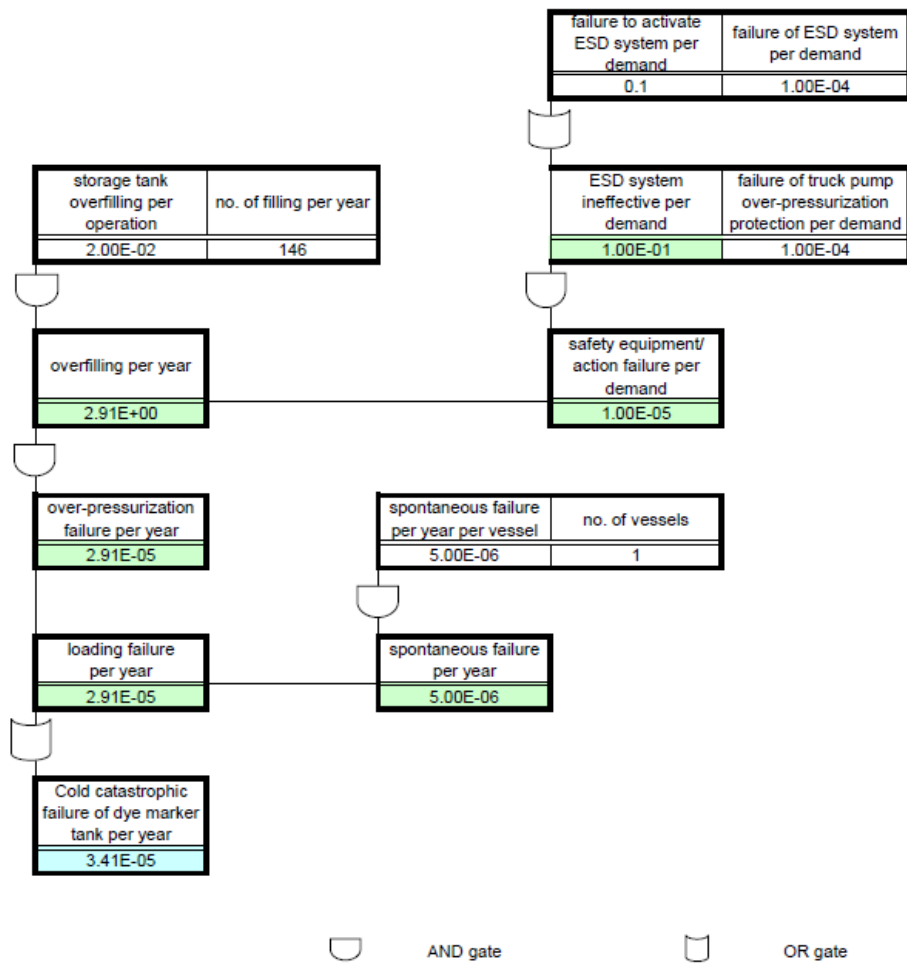 failure to activate
ESD system per
demand
failure of ESD system
per demand
0.1
1.00E-04
storage tank
overfilling per
operation
no. of filling per year
2.00E-02
146
ESD system
ineffective per
demand
failure of truck pump
over-pressurization
protection per demand
1.00E-01
1.00E-04
overfilling per year
2.91E+00
safety equipment/
action failure per
demand
1.00E-05
over-pressurization
failure per year
2.91E-05
spontaneous failure
per year per vessel
no. of vessels
5.00E-06
1
loading failure
per year
2.91E-05
spontaneous failure
per year
5.00E-06
Cold catastrophic
failure of dye marker
tank per year
3.41E-05
AND gate
OR gate